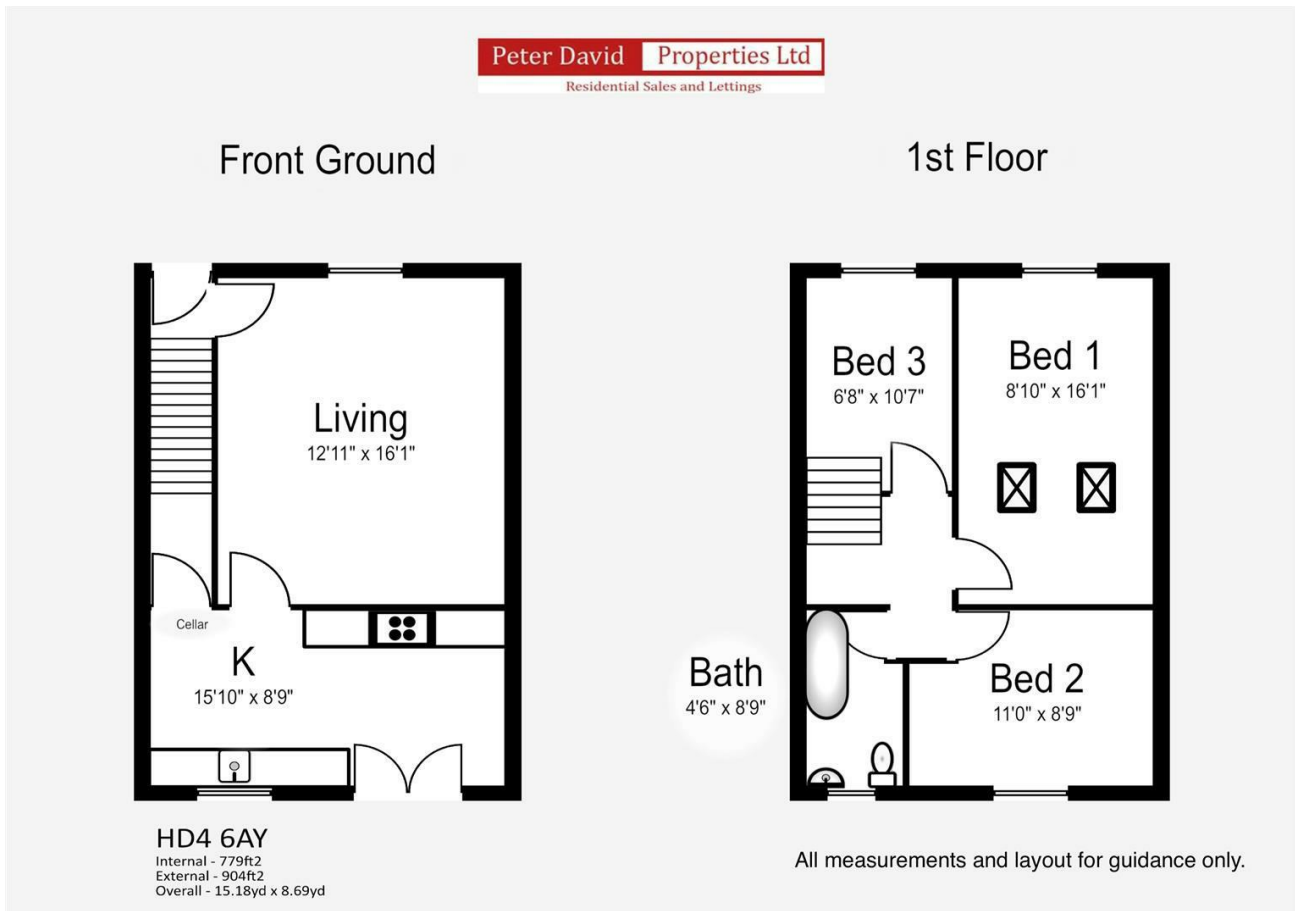 Peter David Properties Ltd
Residential Sales and Lettings
Front Ground
1st Floor
Living
12'11" x 16'1"
Cellar
K
15'10" x 8'9"
Bed 3
6'8" x 10'7"
Bed 1
8'10" x 16'1"
Bath
4'6" x 8'9"
Bed 2
11'0" x 8'9"
HD4 6AY
Internal - 779ft2
External - 904ft2
Overall - 15.18yd x 8.69yd
All measurements and layout for guidance only.